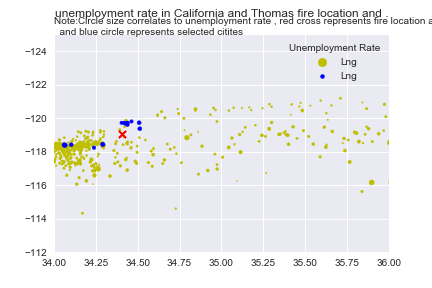 unemployment rate in California and Thomas fire location and .
Note:Circle size correlates to unemployment rate , red cross represents fire location a
and blue circle represents selected citites
Unemployment Rate
Lng
Lng
−124
−122
−120
−118
−116
−114
−112
34.00 34.25 34.50 34.75 35.00 35.25 35.50 35.75 36.00